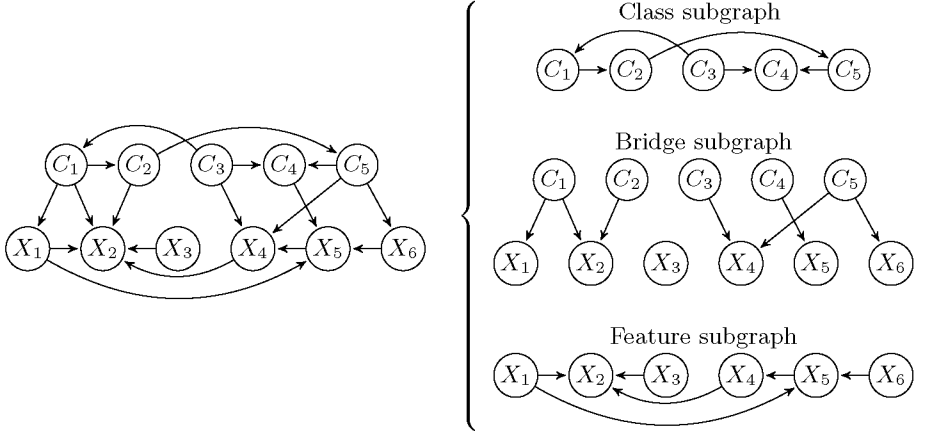 C1 C2 C3 C4 C5
X1 X2 X3 X4 X5 X6
Class subgraph
C1 C2 C3 C4 C5
Bridge subgraph
C1 C2 C3 C4 C5
X1 X2 X3 X4 X5 X6
Feature subgraph
X1 X2 X3 X4 X5 X6